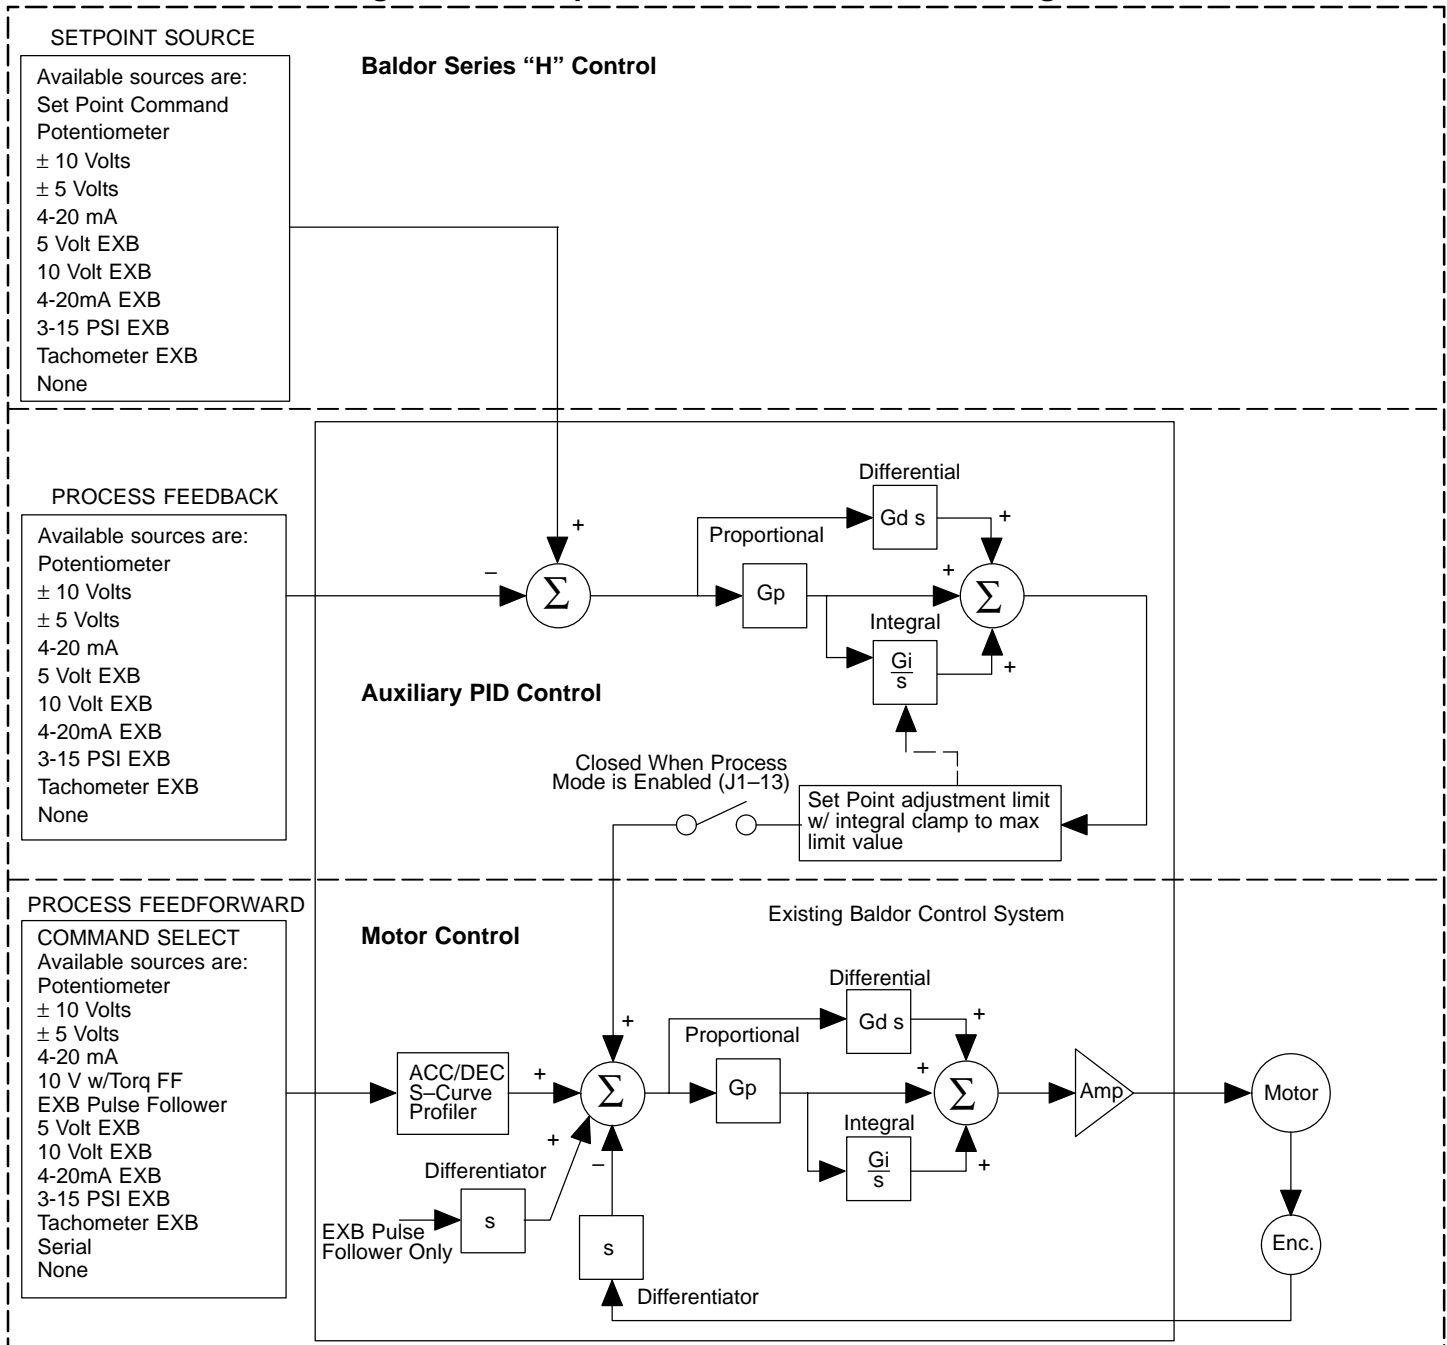 SETPOINT SOURCE
Baldor Series “H” Control
Available sources are:
Set Point Command
Potentiometer
± 10 Volts
± 5 Volts
4-20 mA
5 Volt EXB
10 Volt EXB
4-20mA EXB
3-15 PSI EXB
Tachometer EXB
None
PROCESS FEEDBACK
Available sources are:
Potentiometer
± 10 Volts
± 5 Volts
4-20 mA
5 Volt EXB
10 Volt EXB
4-20mA EXB
3-15 PSI EXB
Tachometer EXB
None
+
–
Σ
Differential
Gd s
+
Proportional
Gp
+
Σ
Integral
Gi
s
+
Auxiliary PID Control
Closed When Process
Mode is Enabled (J1–13)
Set Point adjustment limit
w/ integral clamp to max
limit value
PROCESS FEEDFORWARD
COMMAND SELECT
Available sources are:
Potentiometer
± 10 Volts
± 5 Volts
4-20 mA
10 V w/Torq FF
EXB Pulse Follower
5 Volt EXB
10 Volt EXB
4-20mA EXB
3-15 PSI EXB
Tachometer EXB
Serial
None
Motor Control
Existing Baldor Control System
ACC/DEC
S–Curve
Profiler
+
+
Σ
+
–
Differentiator
s
EXB Pulse
Follower Only
s
Differentiator
Differential
Gd s
+
Proportional
Gp
+
Σ
Integral
Gi
s
+
Amp
Motor
Enc.